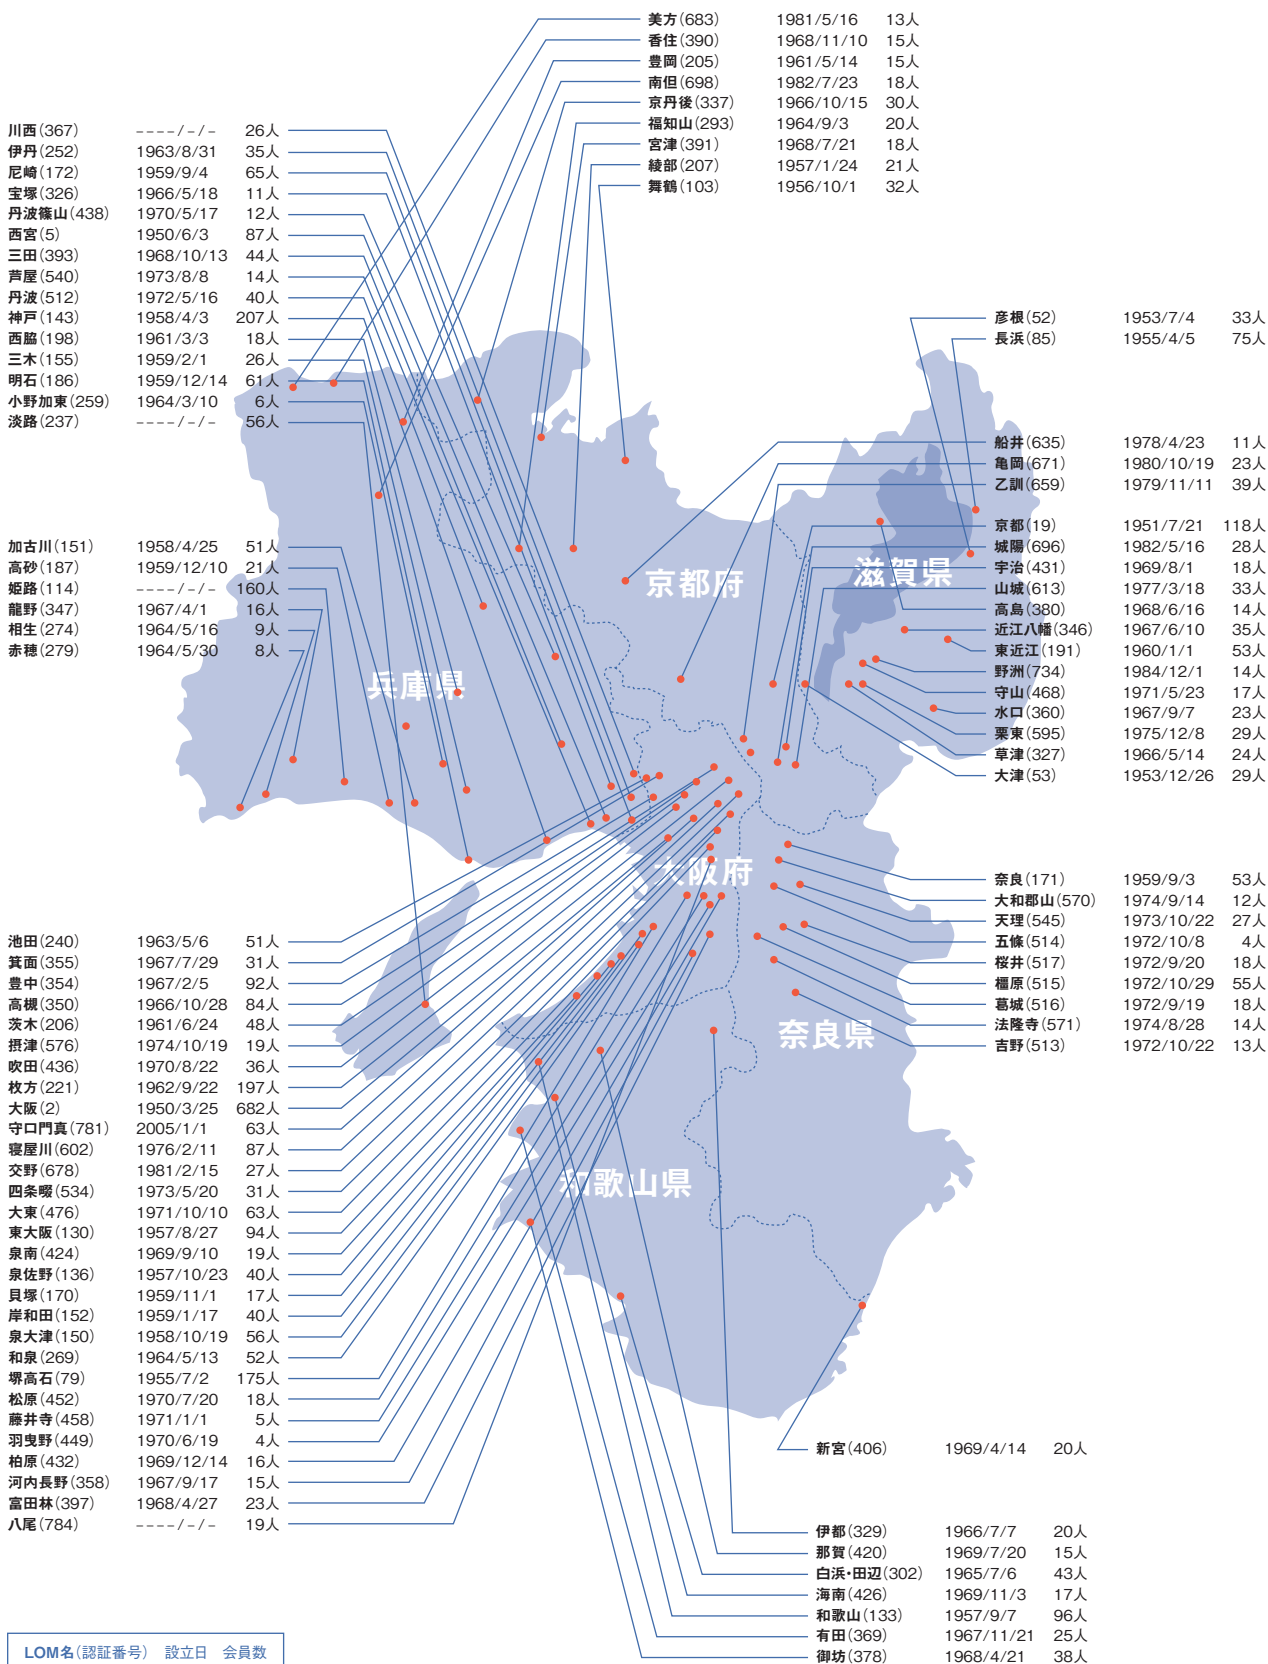 美方(683) 1981/5/16 13人
香住(390) 1968/11/10 15人
豊岡(205) 1961/5/14 15人
南但(698) 1982/7/23 18人
京丹後(337) 1966/10/15 30人
福知山(293) 1964/9/3 20人
宮津(391) 1968/7/21 18人
綾部(207) 1957/1/24 21人
舞鶴(103) 1956/10/1 32人
川西(367) ----/-/- 26人
伊丹(252) 1963/8/31 35人
尼崎(172) 1959/9/4 65人
宝塚(326) 1966/5/18 11人
丹波篠山(438) 1970/5/17 12人
西宮(5) 1950/6/3 87人
三田(393) 1968/10/13 44人
芦屋(540) 1973/8/8 14人
丹波(512) 1972/5/16 40人
神戸(143) 1958/4/3 207人
西脇(198) 1961/3/3 18人
三木(155) 1959/2/1 26人
明石(186) 1959/12/14 61人
小野加東(259) 1964/3/10 6人
淡路(237) ----/-/- 56人
加古川(151) 1958/4/25 51人
高砂(187) 1959/12/10 21人
姫路(114) ----/-/- 160人
龍野(347) 1967/4/1 16人
相生(274) 1964/5/16 9人
赤穂(279) 1964/5/30 8人
彦根(52) 1953/7/4 33人
長浜(85) 1955/4/5 75人
船井(635) 1978/4/23 11人
亀岡(671) 1980/10/19 23人
乙訓(659) 1979/11/11 39人
京都(19) 1951/7/21 118人
城陽(696) 1982/5/16 28人
宇治(431) 1969/8/1 18人
山城(613) 1977/3/18 33人
高島(380) 1968/6/16 14人
近江八幡(346) 1967/6/10 35人
東近江(191) 1960/1/1 53人
野洲(734) 1984/12/1 14人
守山(468) 1971/5/23 17人
水口(360) 1967/9/7 23人
栗東(595) 1975/12/8 29人
草津(327) 1966/5/14 24人
大津(53) 1953/12/26 29人
京都府
滋賀県
兵庫県
大阪府
奈良県
和歌山県
奈良(171) 1959/9/3 53人
大和郡山(570) 1974/9/14 12人
天理(545) 1973/10/22 27人
五條(514) 1972/10/8 4人
桜井(517) 1972/9/20 18人
橿原(515) 1972/10/29 55人
葛城(516) 1972/9/19 18人
法隆寺(571) 1974/8/28 14人
吉野(513) 1972/10/22 13人
池田(240) 1963/5/6 51人
箕面(355) 1967/7/29 31人
豊中(354) 1967/2/5 92人
高槻(350) 1966/10/28 84人
茨木(206) 1961/6/24 48人
摂津(576) 1974/10/19 19人
吹田(436) 1970/8/22 36人
枚方(221) 1962/9/22 197人
大阪(2) 1950/3/25 682人
守口門真(781) 2005/1/1 63人
寝屋川(602) 1976/2/11 87人
交野(678) 1981/2/15 27人
四条畷(534) 1973/5/20 31人
大東(476) 1971/10/10 63人
東大阪(130) 1957/8/27 94人
泉南(424) 1969/9/10 19人
泉佐野(136) 1957/10/23 40人
貝塚(170) 1959/11/1 17人
岸和田(152) 1959/1/17 40人
泉大津(150) 1958/10/19 56人
和泉(269) 1964/5/13 52人
堺高石(79) 1955/7/2 175人
松原(452) 1970/7/20 18人
藤井寺(458) 1971/1/1 5人
羽曳野(449) 1970/6/19 4人
柏原(432) 1969/12/14 16人
河内長野(358) 1967/9/17 15人
富田林(397) 1968/4/27 23人
八尾(784) ----/-/- 19人
新宮(406) 1969/4/14 20人
伊都(329) 1966/7/7 20人
那賀(420) 1969/7/20 15人
白浜・田辺(302) 1965/7/6 43人
海南(426) 1969/11/3 17人
和歌山(133) 1957/9/7 96人
有田(369) 1967/11/21 25人
御坊(378) 1968/4/21 38人
LOM名(認証番号) 設立日 会員数